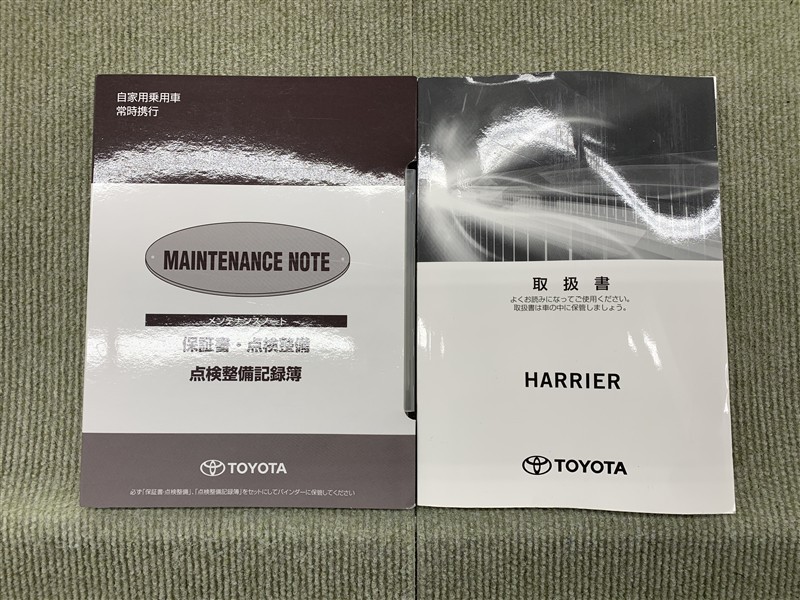 自家用乗用車
常時携行
MAINTENANCE NOTE
メンテナンスノート
保証書・点検整備
点検整備記録簿
TOYOTA
必ず「保証書・点検整備」、「点検整備記録簿」をセットにしてバインダーに保管してください
取扱書
よくお読みになってご使用ください。
取扱書は車の中に保管しましょう。
HARRIER
TOYOTA